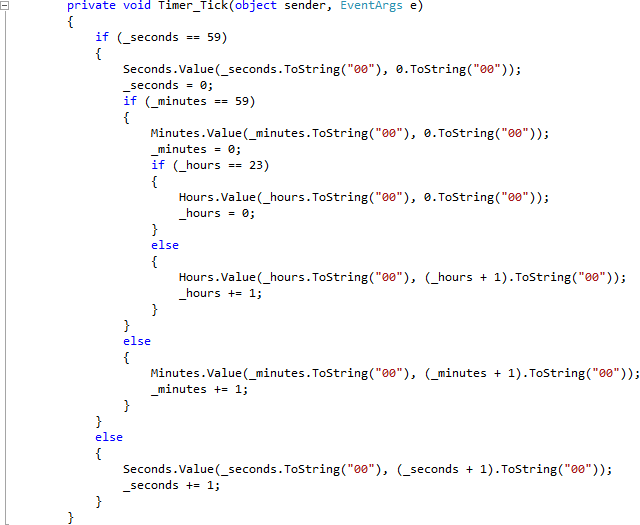 private void Timer_Tick(object sender, EventArgs e)
{
if (_seconds == 59)
{
Seconds.Value(_seconds.ToString("00"), 0.ToString("00"));
_seconds = 0;
if (_minutes == 59)
{
Minutes.Value(_minutes.ToString("00"), 0.ToString("00"));
_minutes = 0;
if (_hours == 23)
{
Hours.Value(_hours.ToString("00"), 0.ToString("00"));
_hours = 0;
}
else
{
Hours.Value(_hours.ToString("00"), (_hours + 1).ToString("00"));
_hours += 1;
}
}
else
{
Minutes.Value(_minutes.ToString("00"), (_minutes + 1).ToString("00"));
_minutes += 1;
}
}
else
{
Seconds.Value(_seconds.ToString("00"), (_seconds + 1).ToString("00"));
_seconds += 1;
}
}